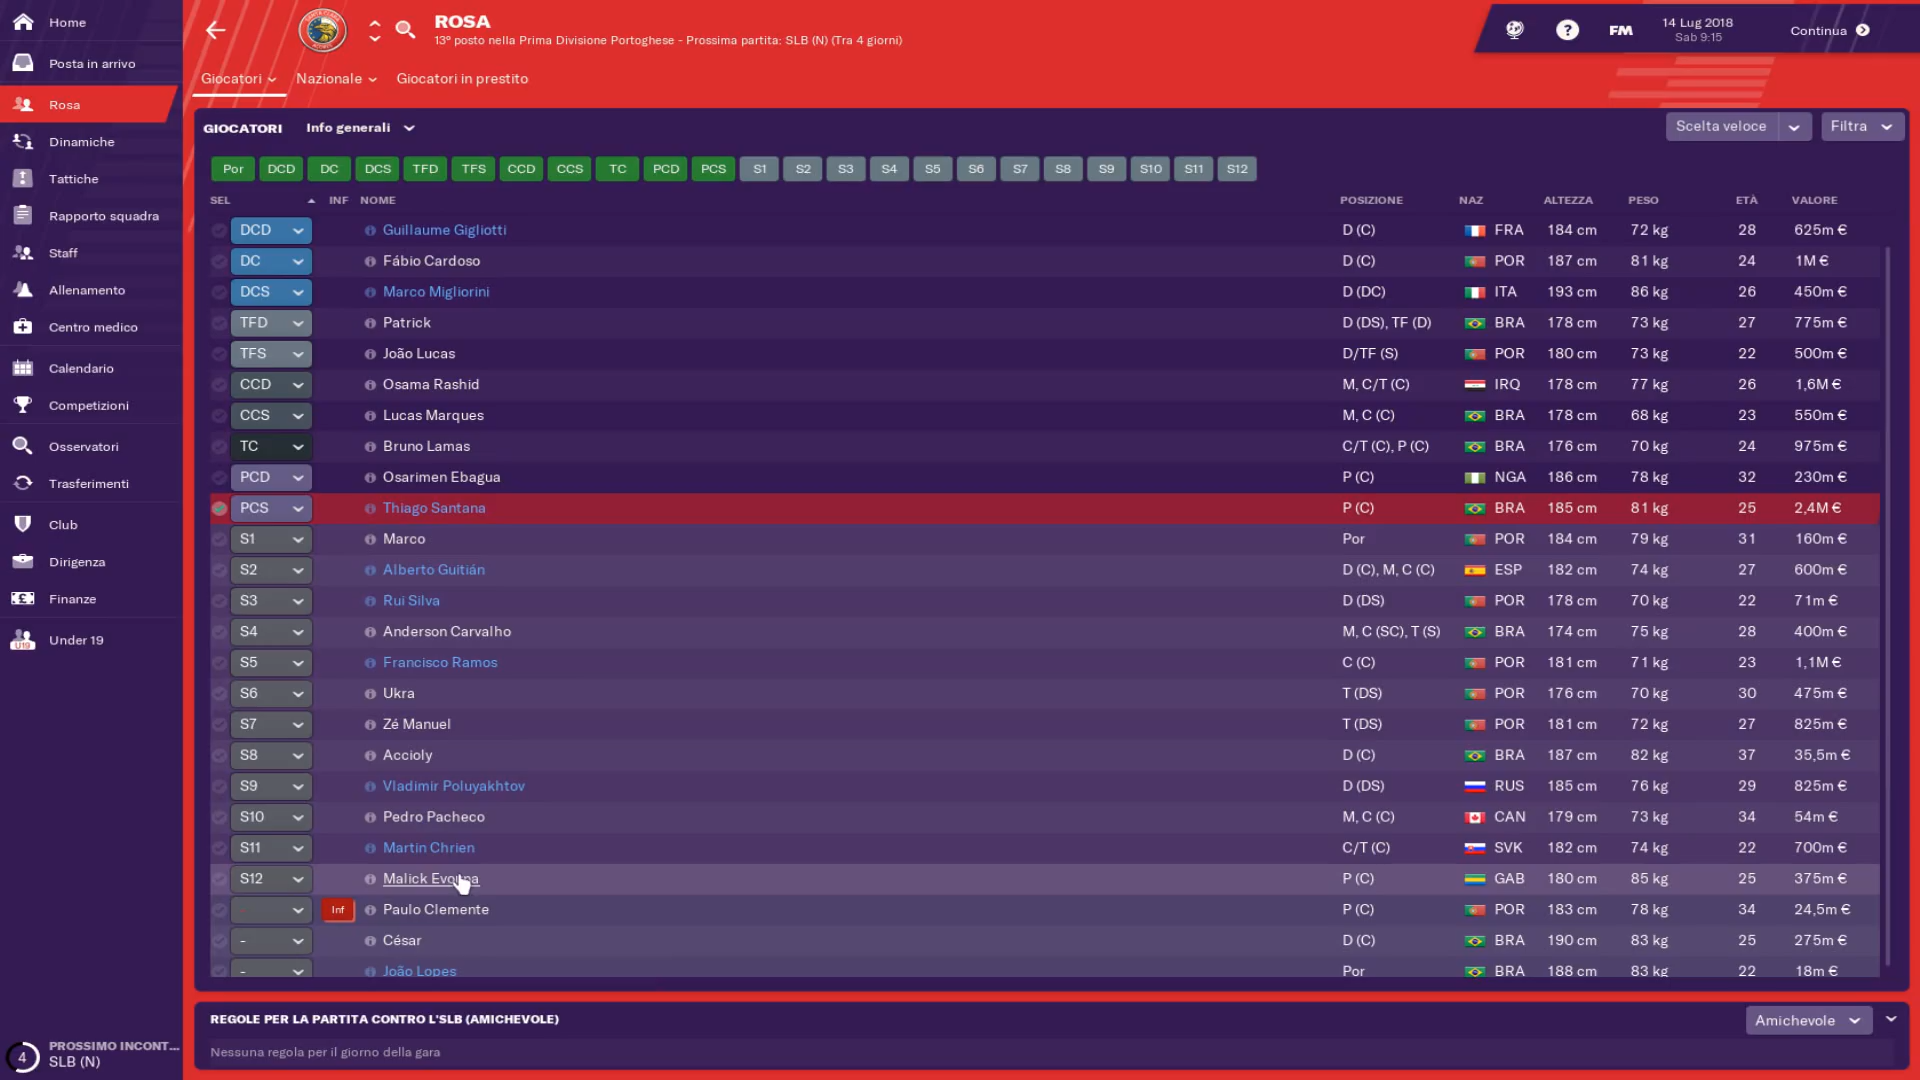 Home
Posta in arrivo
Rosa
Dinamiche
Tattiche
Rapporto squadra
Staff
Allenamento
Centro medico
Calendario
Competizioni
Osservatori
Trasferimenti
Club
Dirigenza
Finanze
Under 19
4 PROSSIMO INCONT...
SLB (N)
ROSA
13º posto nella Prima Divisione Portoghese - Prossima partita: SLB (N) (Tra 4 giorni)
FM
14 Lug 2018
Sab 9:15
Continua
Giocatori Nazionale Giocatori in prestito
GIOCATORI Info generali Scelta veloce Filtra
Por DCD DC DCS TFD TFS CCD CCS TC PCD PCS S1 S2 S3 S4 S5 S6 S7 S8 S9 S10 S11 S12
SEL INF NOME POSIZIONE NAZ ALTEZZA PESO ETÀ VALORE
DCD Guillaume Gigliotti D (C) FRA 184 cm 72 kg 28 625m €
DC Fábio Cardoso D (C) POR 187 cm 81 kg 24 1M €
DCS Marco Migliorini D (DC) ITA 193 cm 86 kg 26 450m €
TFD Patrick D (DS), TF (D) BRA 178 cm 73 kg 27 775m €
TFS João Lucas D/TF (S) POR 180 cm 73 kg 22 500m €
CCD Osama Rashid M, C/T (C) IRQ 178 cm 77 kg 26 1,6M €
CCS Lucas Marques M, C (C) BRA 178 cm 68 kg 23 550m €
TC Bruno Lamas C/T (C), P (C) BRA 176 cm 70 kg 24 975m €
PCD Osarimen Ebagua P (C) NGA 186 cm 78 kg 32 230m €
PCS Thiago Santana P (C) BRA 185 cm 81 kg 25 2,4M €
S1 Marco Por POR 184 cm 79 kg 31 160m €
S2 Alberto Guitián D (C), M, C (C) ESP 182 cm 74 kg 27 600m €
S3 Rui Silva D (DS) POR 178 cm 70 kg 22 71m €
S4 Anderson Carvalho M, C (SC), T (S) BRA 174 cm 75 kg 28 400m €
S5 Francisco Ramos C (C) POR 181 cm 71 kg 23 1,1M €
S6 Ukra T (DS) POR 176 cm 70 kg 30 475m €
S7 Zé Manuel T (DS) POR 181 cm 72 kg 27 825m €
S8 Accioly D (C) BRA 187 cm 82 kg 37 35,5m €
S9 Vladimir Poluyakhtov D (DS) RUS 185 cm 76 kg 29 825m €
S10 Pedro Pacheco M, C (C) CAN 179 cm 73 kg 34 54m €
S11 Martin Chrien C/T (C) SVK 182 cm 74 kg 22 700m €
S12 Malick P (C) GAB 180 cm 85 kg 25 375m €
- Inf Paulo Clemente P (C) POR 183 cm 78 kg 34 24,5m €
- César D (C) BRA 190 cm 83 kg 25 275m €
- João Lopes Por BRA 188 cm 83 kg 22 18m €
REGOLE PER LA PARTITA CONTRO L'SLB (AMICHEVOLE) Amichevole
Nessuna regola per il giorno della gara